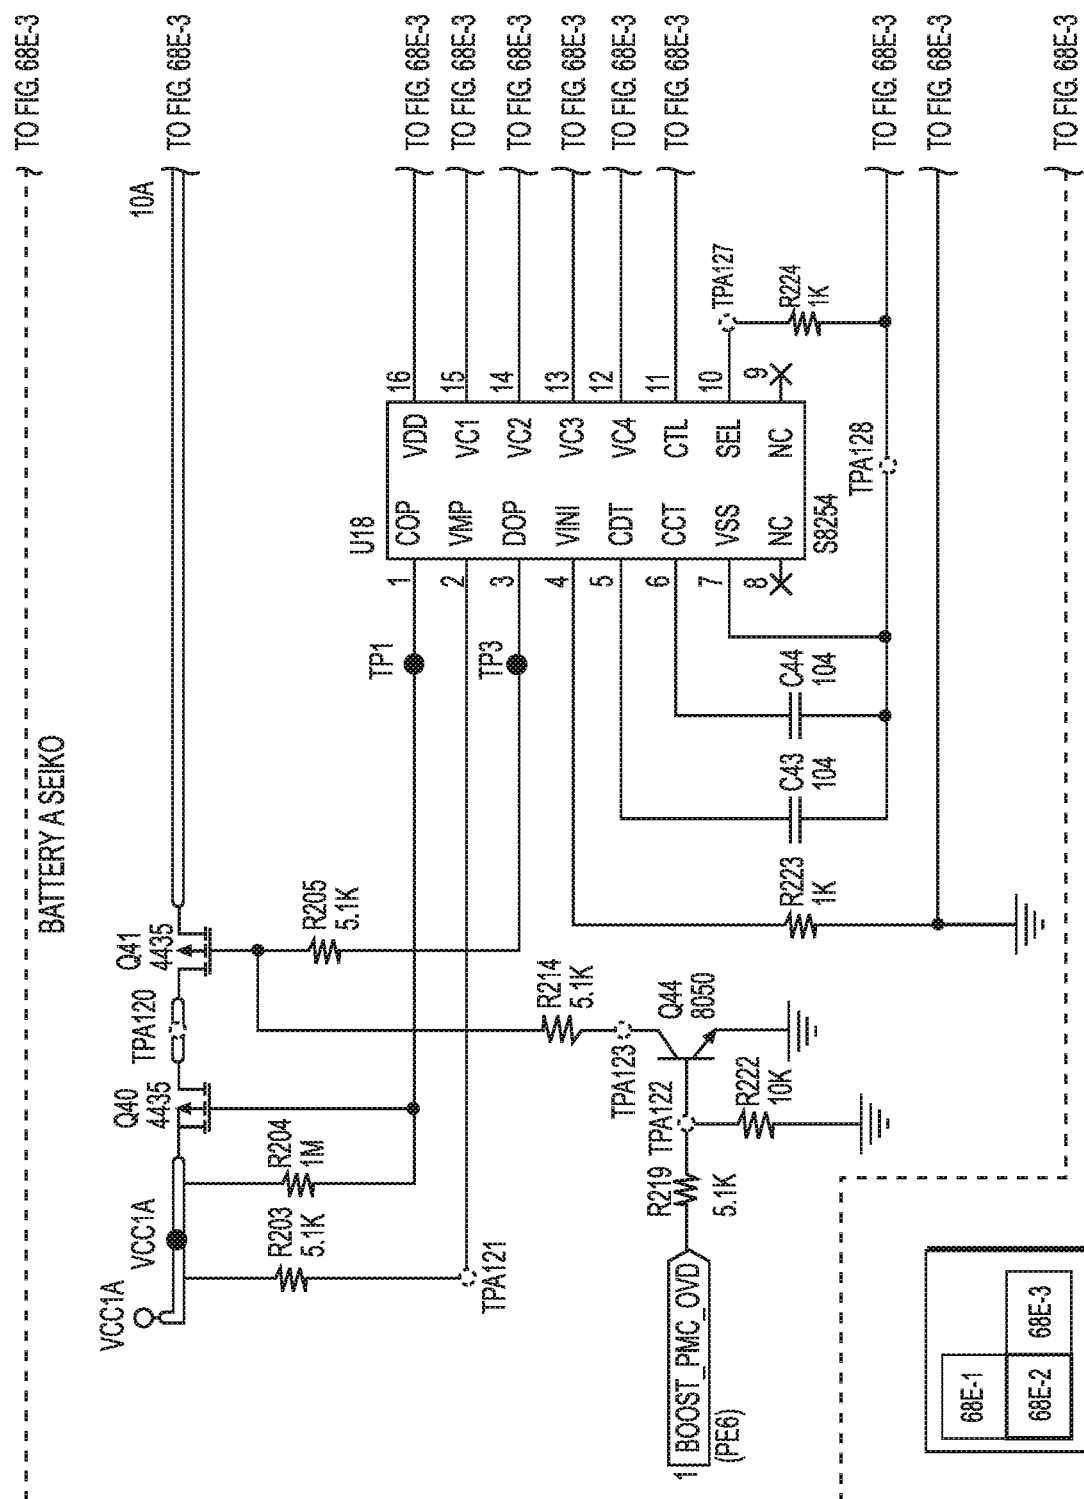 TO FIG. 68E-3
TO FIG. 68E-3
TO FIG. 68E-3
TO FIG. 68E-3
TO FIG. 68E-3
TO FIG. 68E-3
TO FIG. 68E-3
TO FIG. 68E-3
TO FIG. 68E-3
TO FIG. 68E-3
TO FIG. 68E-3
BATTERY A SEIKO
10A
VCC1A
VCC1A
Q40
4435
TPA120
Q41
4435
R203
5.1K
R204
1M
R205
5.1K
TPA121
TP1
TP3
U18
1 COP VDD 16
2 VMP VC1 15
3 DOP VC2 14
4 VINI VC3 13
5 CDT VC4 12
6 CCT CTL 11
7 VSS SEL 10
8 NC NC 9
S8254
TPA127
R224
1K
TPA128
C44
104
C43
104
R223
1K
R214
5.1K
TPA123
Q44
8050
TPA122
R222
10K
R219
5.1K
1 BOOST_PMC_OVD
(PE6)
68E-1
68E-2 68E-3